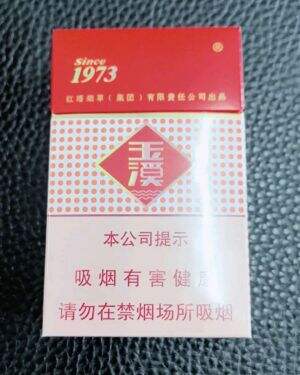 Since
1973
红塔烟草（集团）有限责任公司出品
玉溪
本公司提示
吸烟有害健康
请勿在禁烟场所吸烟